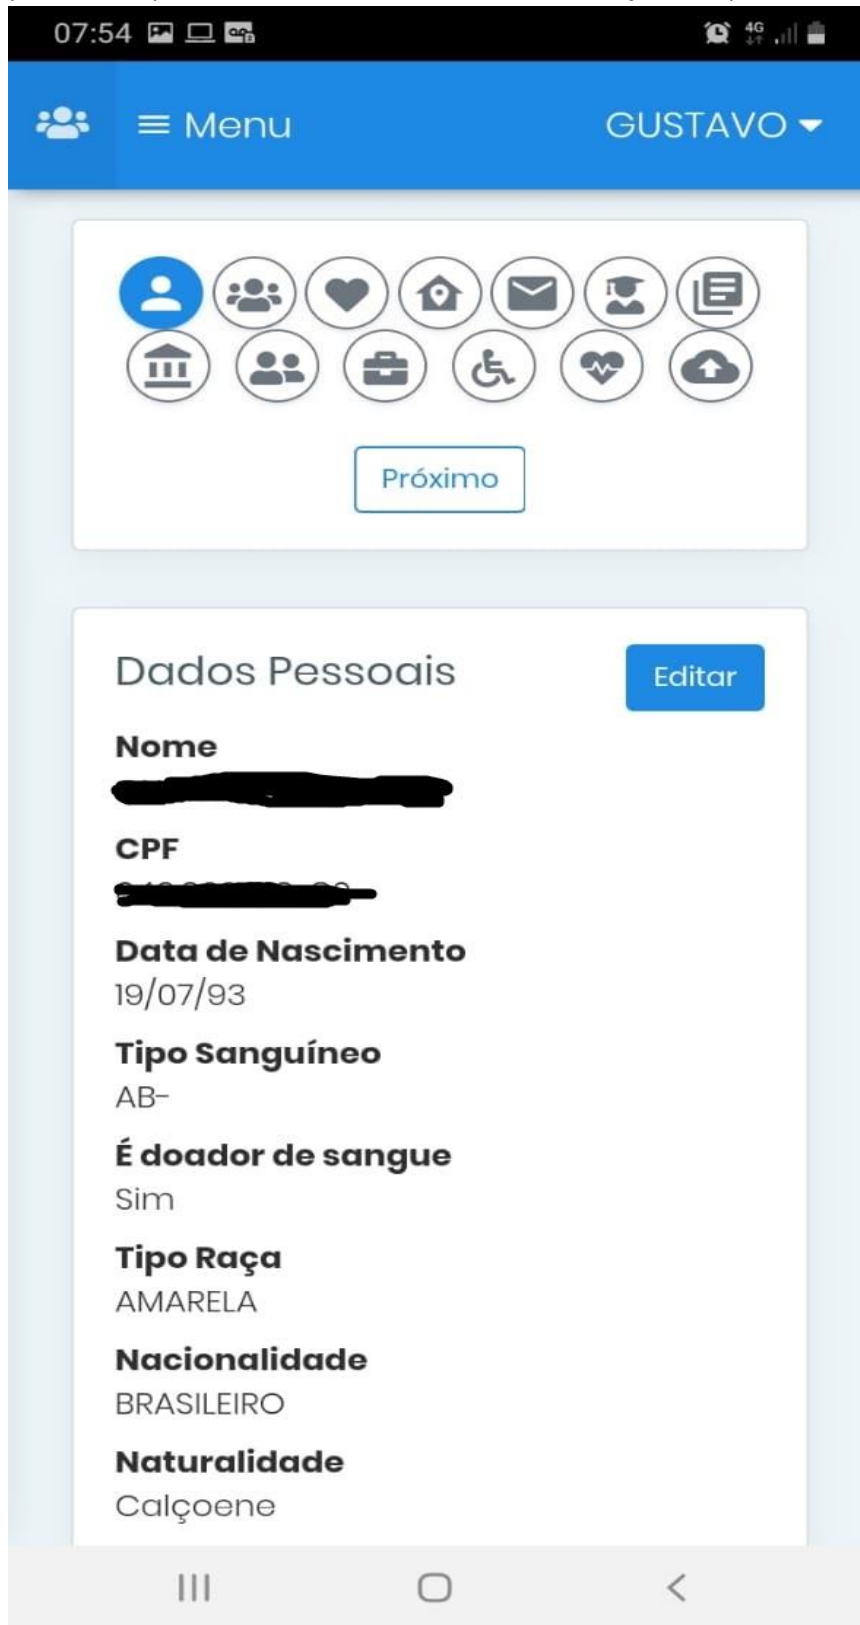 07:54
4G
Menu
GUSTAVO
Próximo
Dados Pessoais
Editar
Nome
CPF
Data de Nascimento
19/07/93
Tipo Sanguíneo
AB-
É doador de sangue
Sim
Tipo Raça
AMARELA
Nacionalidade
BRASILEIRO
Naturalidade
Calçoene